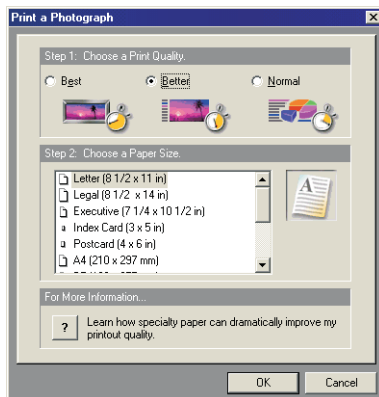 Print a Photograph
Step 1: Choose a Print Quality.
Best
Better
Normal
Step 2: Choose a Paper Size.
Letter (8 1/2 x 11 in)
Legal (8 1/2 x 14 in)
Executive (7 1/4 x 10 1/2 in)
Index Card (3 x 5 in)
Postcard (4 x 6 in)
A4 (210 x 297 mm)
A
For More Information...
?
Learn how specialty paper can dramatically improve my
printout quality.
OK
Cancel